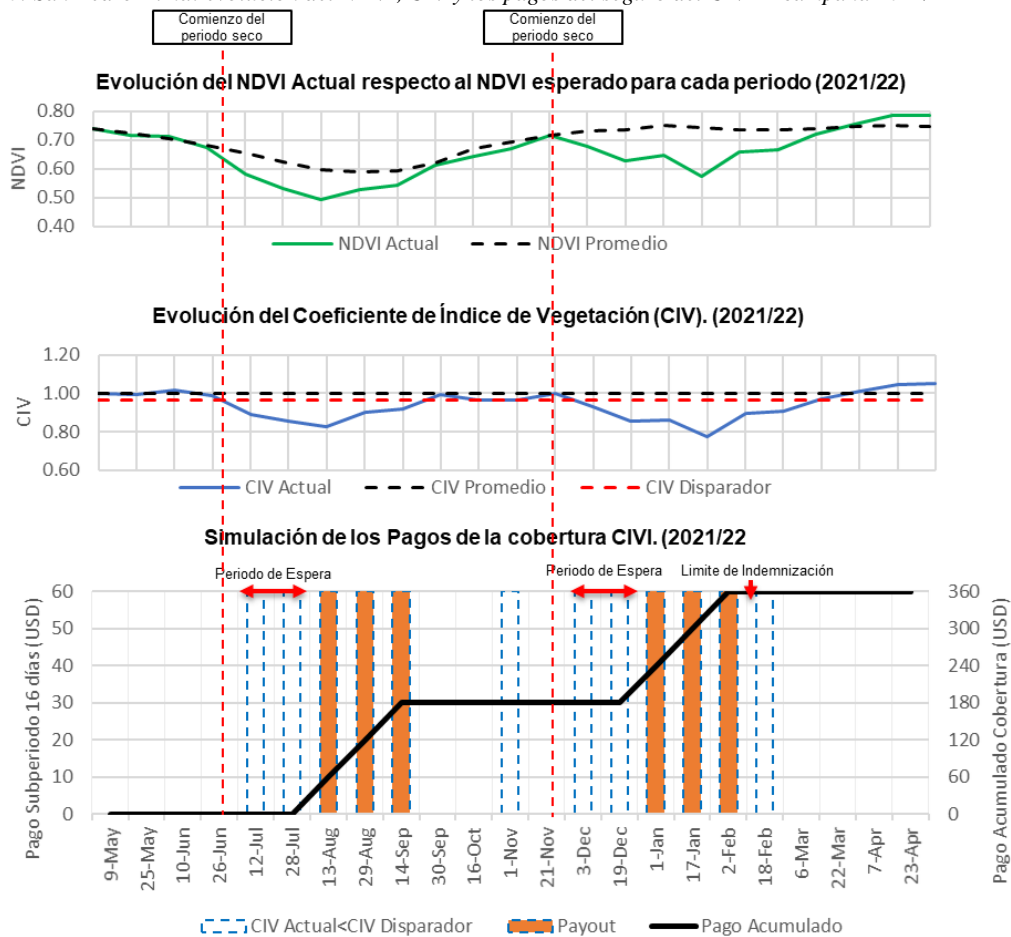 Comienzo del
periodo seco
Comienzo del
periodo seco
Evolución del NDVI Actual respecto al NDVI esperado para cada periodo (2021/22)
NDVI
0.80
0.70
0.60
0.50
0.40
NDVI Actual
NDVI Promedio
Evolución del Coeficiente de Índice de Vegetación (CIV). (2021/22)
CIV
1.20
1.00
0.80
0.60
CIV Actual
CIV Promedio
CIV Disparador
Simulación de los Pagos de la cobertura CIVI. (2021/22
Periodo de Espera
Periodo de Espera
Limite de Indemnización
Pago Subperiodo 16 días (USD)
60
50
40
30
20
10
0
360
300
240
180
120
60
0
Pago Acumulado Cobertura (USD)
9-May
25-May
10-Jun
26-Jun
12-Jul
28-Jul
13-Aug
29-Aug
14-Sep
30-Sep
16-Oct
1-Nov
21-Nov
3-Dec
19-Dec
1-Jan
17-Jan
2-Feb
18-Feb
6-Mar
22-Mar
7-Apr
23-Apr
CIV Actual<CIV Disparador
Payout
Pago Acumulado